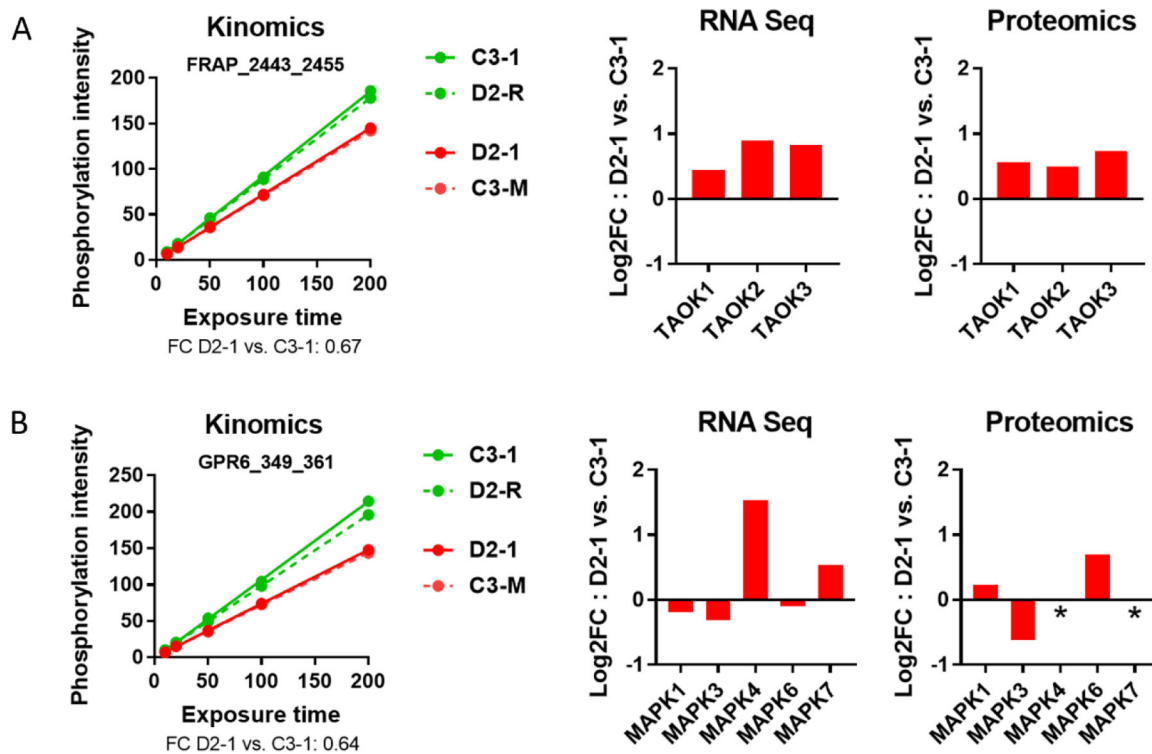 A
Kinomics
FRAP_2443_2455
Phosphorylation intensity
200
150
100
50
0
0 50 100 150 200
Exposure time
FC D2-1 vs. C3-1: 0.67
C3-1
D2-R
D2-1
C3-M
RNA Seq
Log2FC : D2-1 vs. C3-1
2
1
0
-1
TAOK1
TAOK2
TAOK3
Proteomics
Log2FC : D2-1 vs. C3-1
2
1
0
-1
TAOK1
TAOK2
TAOK3
B
Kinomics
GPR6_349_361
Phosphorylation intensity
250
200
150
100
50
0
0 50 100 150 200
Exposure time
FC D2-1 vs. C3-1: 0.64
C3-1
D2-R
D2-1
C3-M
RNA Seq
Log2FC : D2-1 vs. C3-1
2
1
0
-1
MAPK1
MAPK3
MAPK4
MAPK6
MAPK7
Proteomics
Log2FC : D2-1 vs. C3-1
2
1
0
-1
* *
MAPK1
MAPK3
MAPK4
MAPK6
MAPK7